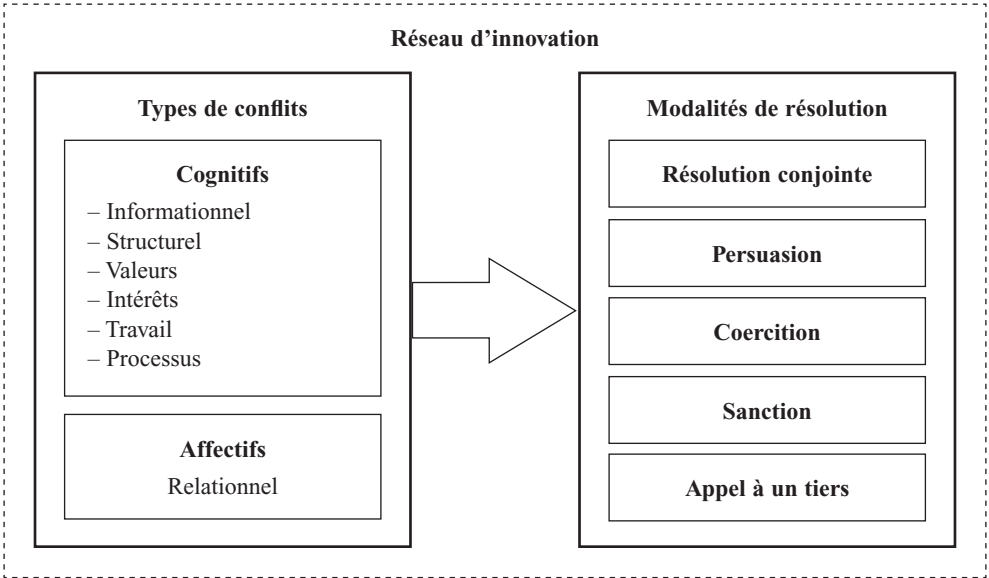 Réseau d’innovation
Types de conflits
Cognitifs
– Informationnel
– Structurel
– Valeurs
– Intérêts
– Travail
– Processus
Affectifs
Relationnel
Modalités de résolution
Résolution conjointe
Persuasion
Coercition
Sanction
Appel à un tiers